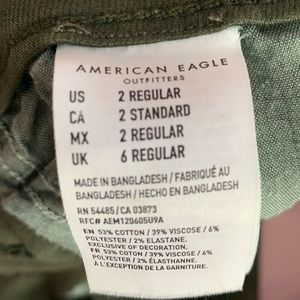 AMERICAN EAGLE
OUTFITTERS
US 2 REGULAR
CA 2 STANDARD
MX 2 REGULAR
UK 6 REGULAR
MADE IN BANGLADESH / FABRIQUÉ AU
BANGLADESH / HECHO EN BANGLADESH
RN 54485/ CA 03873
RFC# AEM120605U9A
EN 53% COTTON / 39% VISCOSE / 6%
POLYESTER / 2% ELASTANE.
EXCLUSIVE OF DECORATION.
FR 53% COTON / 39% VISCOSE / 6%
POLYESTER / 2% ÉLASTHANNE.
À L'EXCEPTION DE LA GARNITURE.